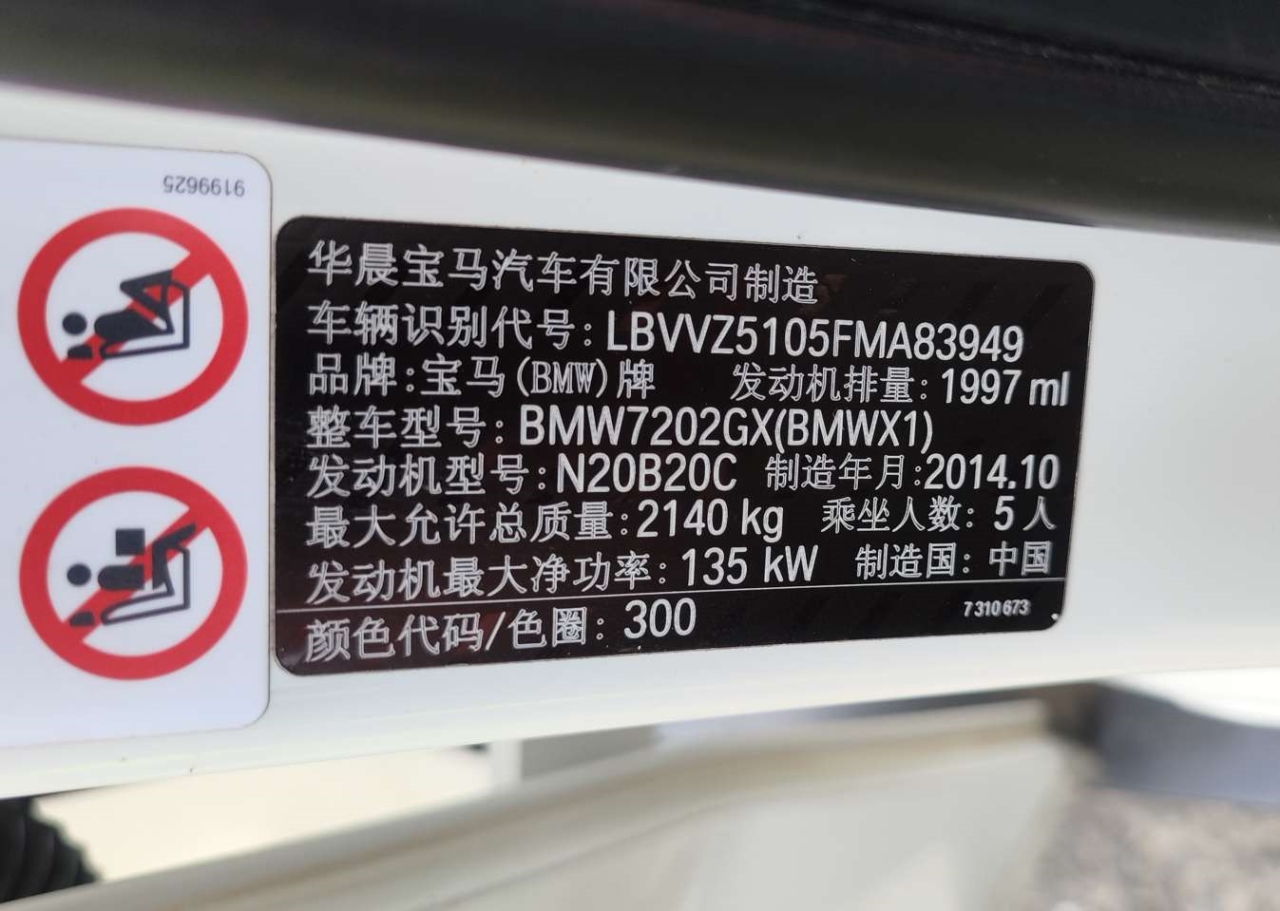 9199625
华晨宝马汽车有限公司制造
车辆识别代号:LBVVZ5105FMA83949
品牌:宝马(BMW)牌 发动机排量:1997 ml
整车型号:BMW7202GX(BMWX1)
发动机型号:N20B20C 制造年月:2014.10
最大允许总质量:2140 kg 乘坐人数:5人
发动机最大净功率:135 kW 制造国:中国
颜色代码/色圈:300 7 310 673